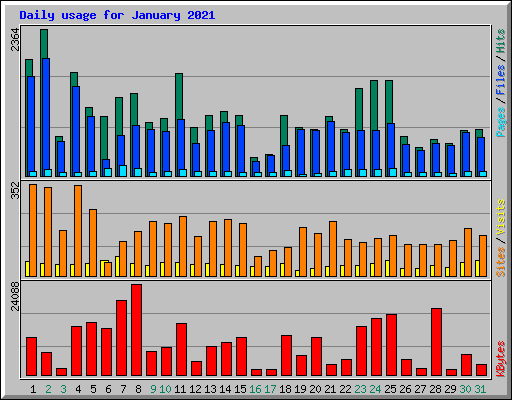 Daily usage for January 2021
2364
Pages / Files / Hits
352
Sites / Visits
24088
KBytes
1 2 3 4 5 6 7 8 9 10 11 12 13 14 15 16 17 18 19 20 21 22 23 24 25 26 27 28 29 30 31